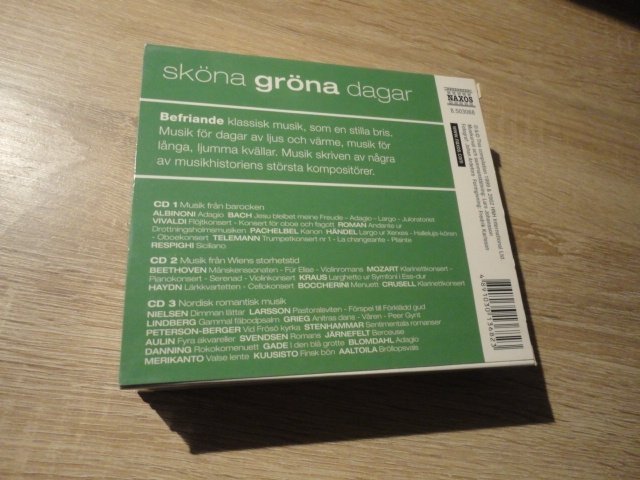 sköna gröna dagar
Befriande klassisk musik, som en stilla bris.
Musik för dagar av ljus och värme, musik för
långa, ljumma kvällar. Musik skriven av några
av musikhistoriens största kompositörer.
CD 1 Musik från barocken
ALBINONI Adagio BACH Jesu bleibet meine Freude - Adagio - Largo - Juloratoriet
VIVALDI Flöjtkonsert - Konsert för oboe och fagott ROMAN Andante ur
Drottningholmsmusiken PACHELBEL Kanon HÄNDEL Largo ur Xerxes - Halleluja-kören
- Oboekonsert TELEMANN Trumpetkonsert nr 1 - La changeante - Plainte
RESPIGHI Siciliano
CD 2 Musik från Wiens storhetstid
BEETHOVEN Månskenssonaten - Für Elise - Violinromans MOZART Klarinettkonsert -
Pianokonsert - Serenad - Violinkonsert KRAUS Larghetto ur Symfoni i Ess-dur
HAYDN Lärkkvartetten - Cellokonsert BOCCHERINI Menuett CRUSELL Klarinettkonsert
CD 3 Nordisk romantisk musik
NIELSEN Dimman lättar LARSSON Pastoralsviten - Förspel till Förklädd gud
LINDBERG Gammal fäbodpsalm GRIEG Anitras dans - Våren - Peer Gynt
PETERSON-BERGER Vid Frösö kyrka STENHAMMAR Sentimentala romanser
AULIN Fyra akvareller SVENDSEN Romans JÄRNEFELT Berceuse
DANNING Rokokomenuett GADE I den blå grotte BLOMDAHL Adagio
MERIKANTO Valse lente KUUSISTO Finsk bön AALTOILA Bröllopsvals
NAXOS
8.503068
www.naxos.com